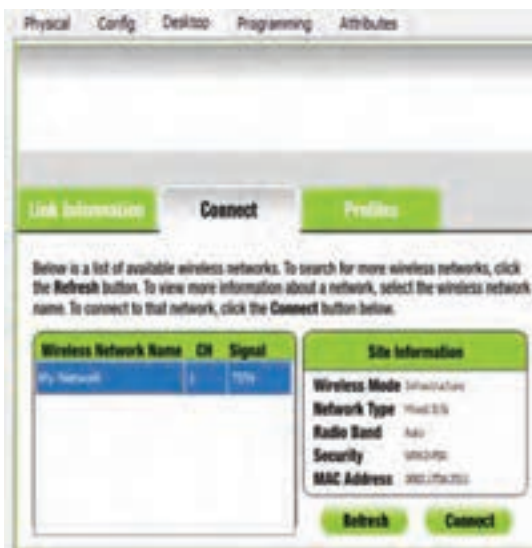 Physical Config Desktop Programming Attributes
Link Information Connect Profiles
Below is a list of available wireless networks. To search for more wireless networks, click
the Refresh button. To view more information about a network, select the wireless network
name. To connect to that network, click the Connect button below.
Wireless Network Name CH Signal
My Network 1
Site Information
Wireless Mode Infrastructure
Network Type
Radio Band Auto
Security
MAC Address
Refresh Connect